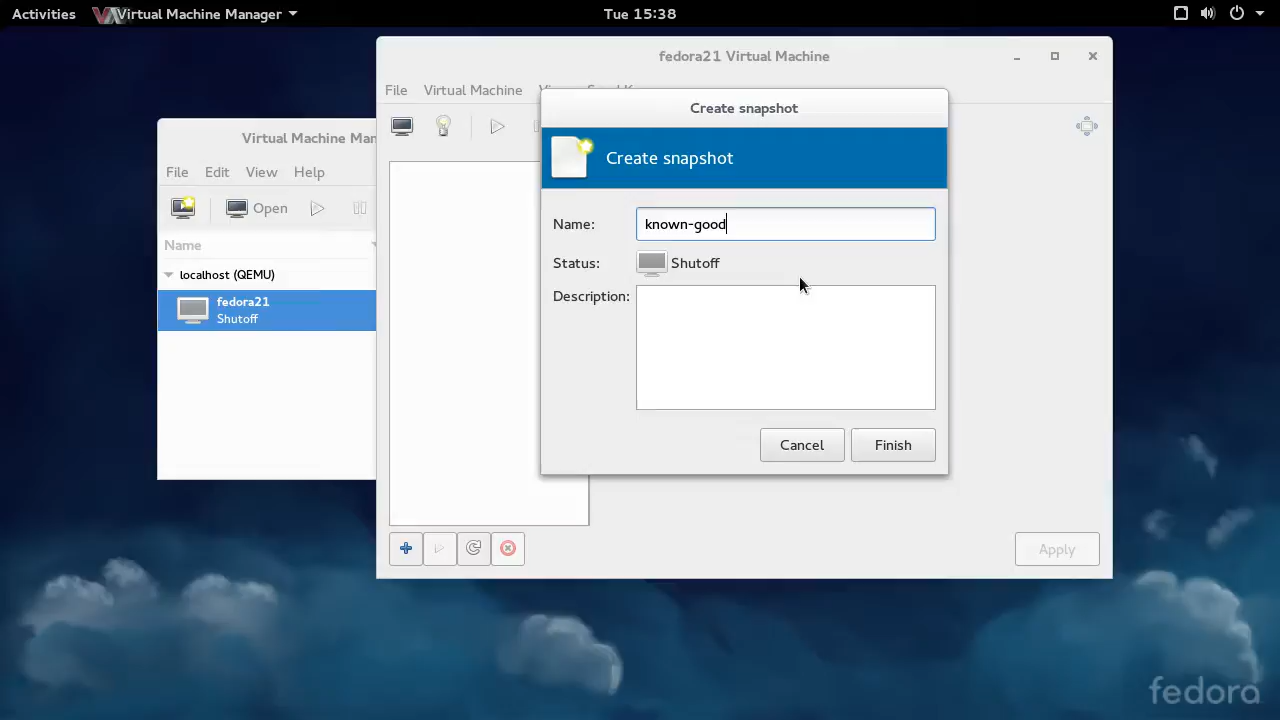 Activities Virtual Machine Manager Tue 15:38
fedora21 Virtual Machine
File Virtual Machine
Create snapshot
Create snapshot
Name: known-good
Status: Shutoff
Description:
Cancel Finish
Apply
Virtual Machine Man
File Edit View Help
Open
Name
localhost (QEMU)
fedora21
Shutoff
fedora